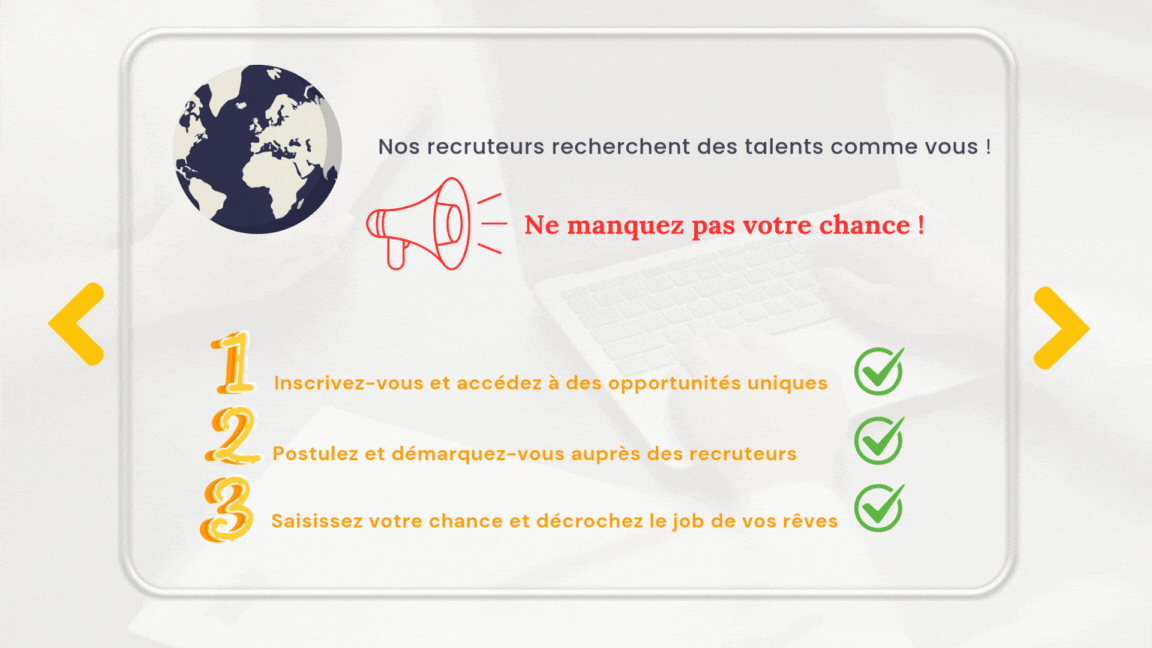 Nos recruteurs recherchent des talents comme vous !
Ne manquez pas votre chance !
1 Inscrivez-vous et accédez à des opportunités uniques
2 Postulez et démarquez-vous auprès des recruteurs
3 Saisissez votre chance et décrochez le job de vos rêves